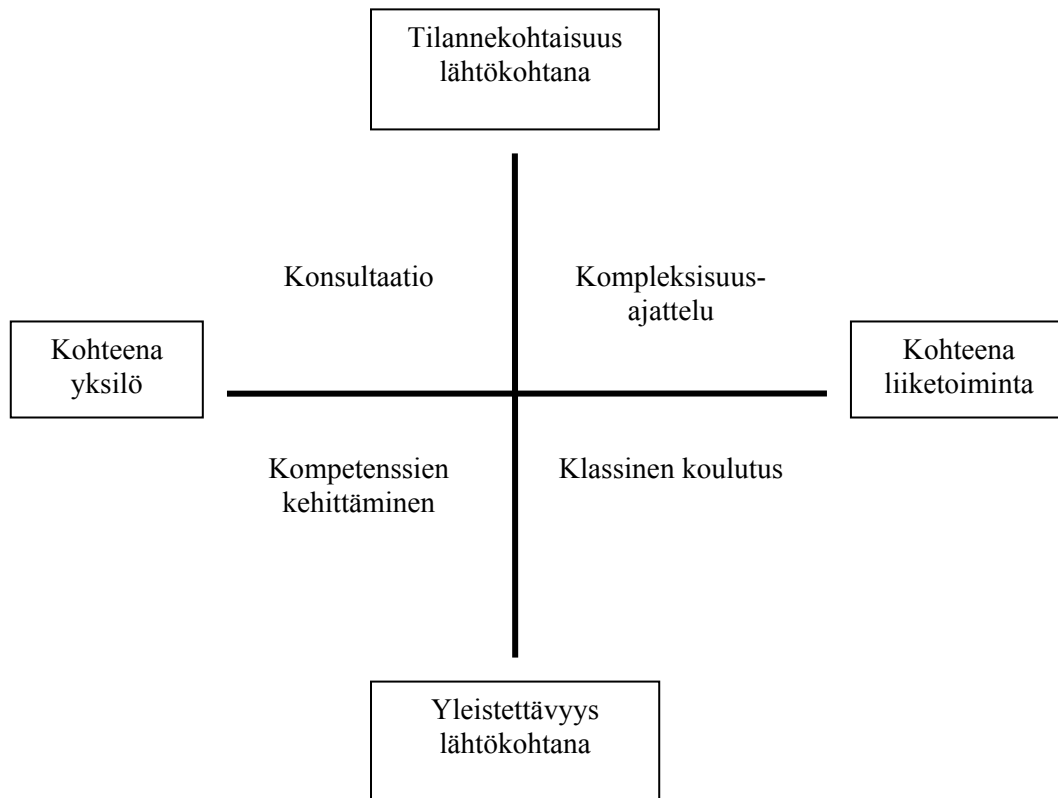 Tilannekohtaisuus
lähtökohtana
Konsultaatio
Kompleksisuus-
ajattelu
Kohteena
yksilö
Kohteena
liiketoiminta
Kompetenssien
kehittäminen
Klassinen koulutus
Yleistettävyys
lähtökohtana